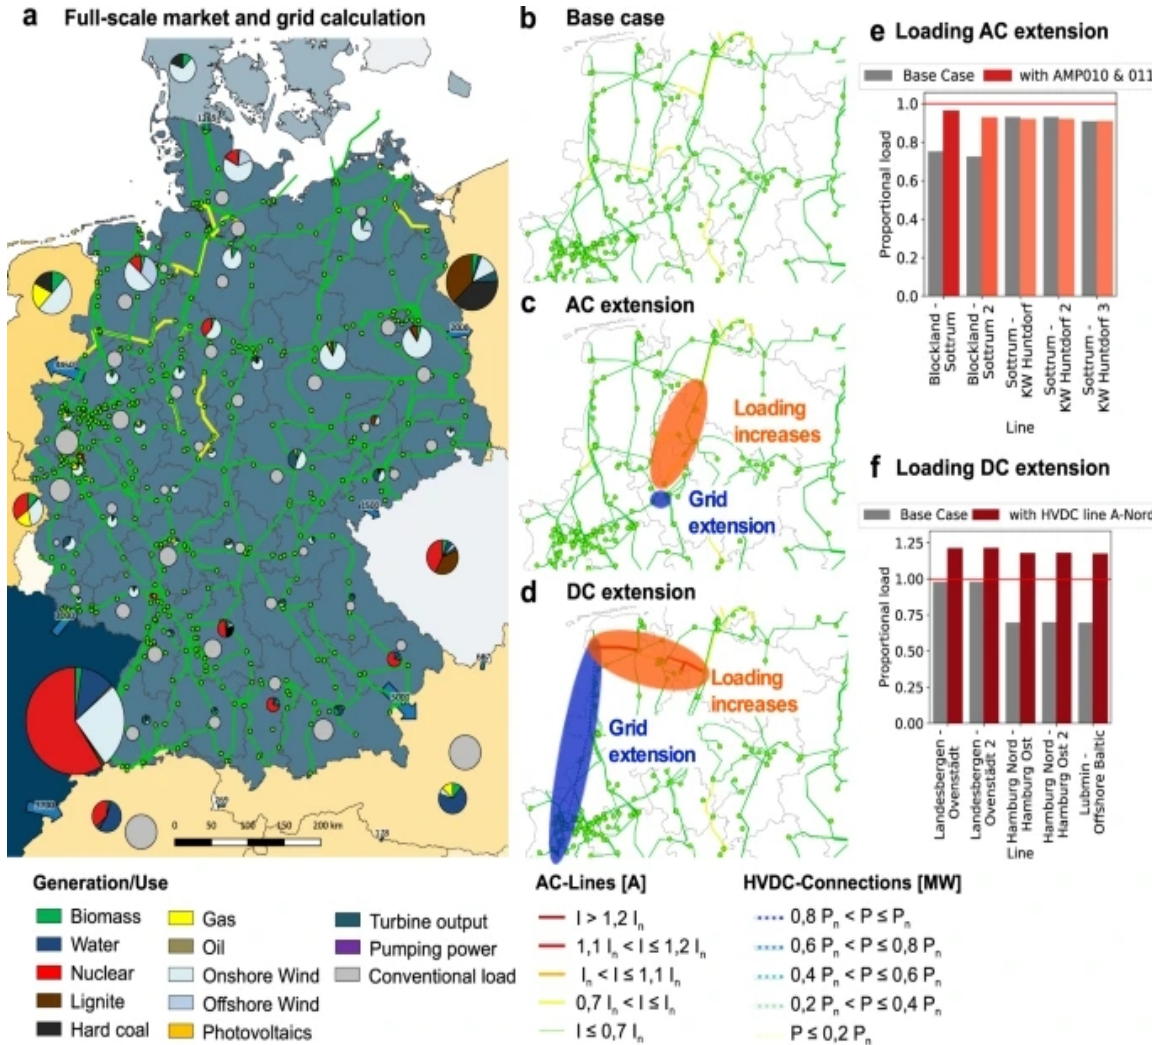 a Full-scale market and grid calculation
2000
1500
667
5000
3700
178
0 50 100 150 200 km
b Base case
c AC extension
Loading
increases
Grid
extension
d DC extension
Loading
increases
Grid
extension
e Loading AC extension
Base Case with AMP010 & 011
Proportional load
1.0
0.8
0.6
0.4
0.2
0.0
Blockland -
Sottrum
Blockland -
Sottrum 2
Sottrum -
KW Huntdorf
Sottrum -
KW Huntdorf 2
Sottrum -
KW Huntdorf 3
Line
f Loading DC extension
Base Case with HVDC line A-Nord
Proportional load
1.25
1.00
0.75
0.50
0.25
0.00
Landesbergen -
Ovenstädt
Landesbergen -
Ovenstädt 2
Hamburg Nord -
Hamburg Ost
Hamburg Nord -
Hamburg Ost 2
Lubmin -
Offshore Baltic
Line
Generation/Use
Biomass
Water
Nuclear
Lignite
Hard coal
Gas
Oil
Onshore Wind
Offshore Wind
Photovoltaics
Turbine output
Pumping power
Conventional load
AC-Lines [A]
I > 1,2 Iₙ
1,1 Iₙ < I ≤ 1,2 Iₙ
Iₙ < I ≤ 1,1 Iₙ
0,7 Iₙ < I ≤ Iₙ
I ≤ 0,7 Iₙ
HVDC-Connections [MW]
0,8 Pₙ < P ≤ Pₙ
0,6 Pₙ < P ≤ 0,8 Pₙ
0,4 Pₙ < P ≤ 0,6 Pₙ
0,2 Pₙ < P ≤ 0,4 Pₙ
P ≤ 0,2 Pₙ